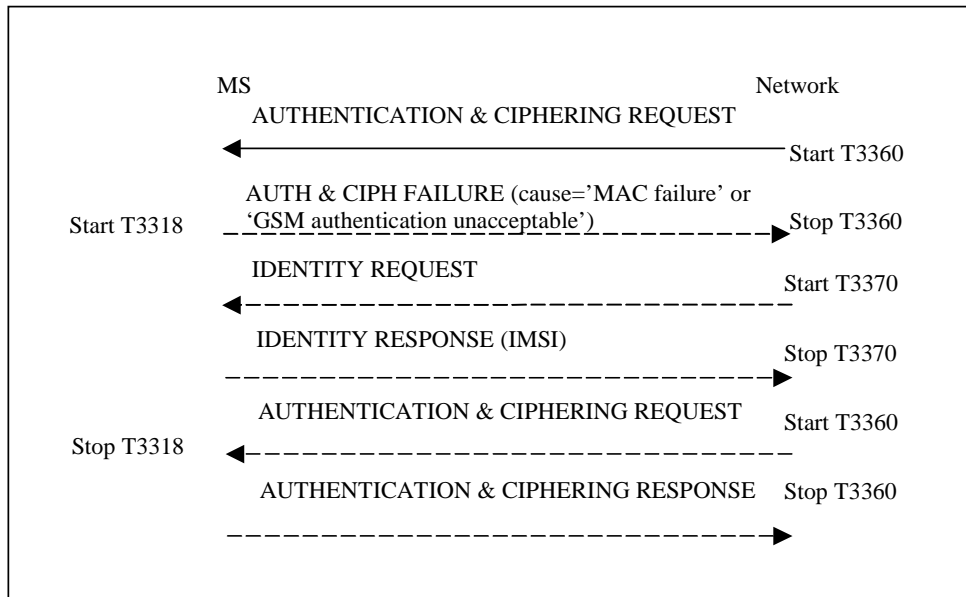 MS
Network
AUTHENTICATION & CIPHERING REQUEST
Start T3360
AUTH & CIPH FAILURE (cause=’MAC failure’ or
‘GSM authentication unacceptable’)
Start T3318
Stop T3360
IDENTITY REQUEST
Start T3370
IDENTITY RESPONSE (IMSI)
Stop T3370
AUTHENTICATION & CIPHERING REQUEST
Start T3360
Stop T3318
AUTHENTICATION & CIPHERING RESPONSE
Stop T3360